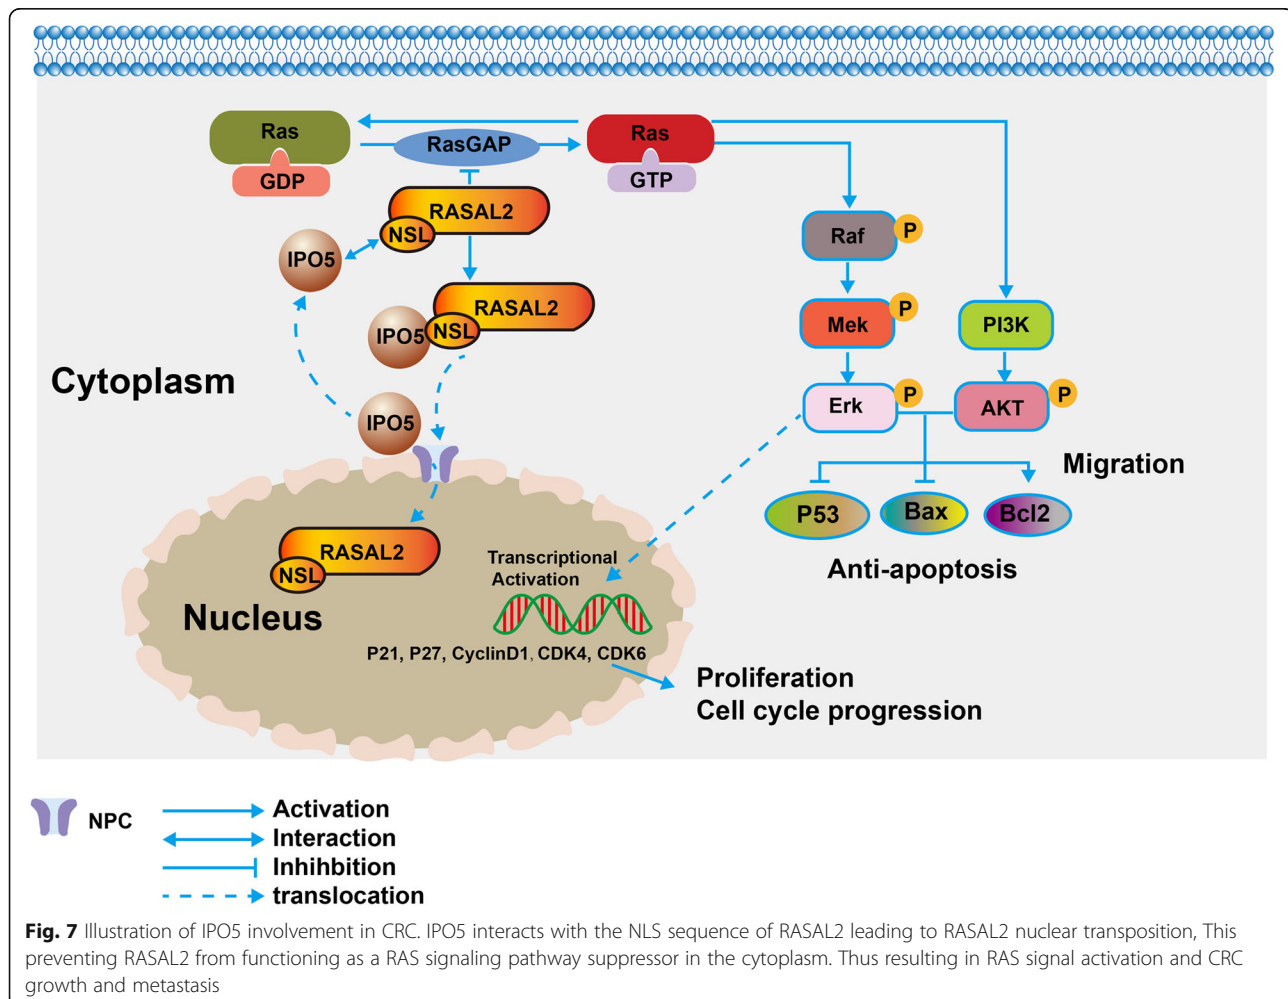 Ras
GDP
RasGAP
Ras
GTP
RASAL2
NSL
IPO5
RASAL2
NSL
IPO5
IPO5
Raf
P
Mek
P
Erk
P
PI3K
AKT
P
Cytoplasm
Migration
P53
Bax
Bcl2
Anti-apoptosis
RASAL2
NSL
Nucleus
Transcriptional
Activation
P21, P27, CyclinD1, CDK4, CDK6
Proliferation
Cell cycle progression
NPC
Activation
Interaction
Inhihbition
translocation
Fig. 7 Illustration of IPO5 involvement in CRC. IPO5 interacts with the NLS sequence of RASAL2 leading to RASAL2 nuclear transposition, This
preventing RASAL2 from functioning as a RAS signaling pathway suppressor in the cytoplasm. Thus resulting in RAS signal activation and CRC
growth and metastasis